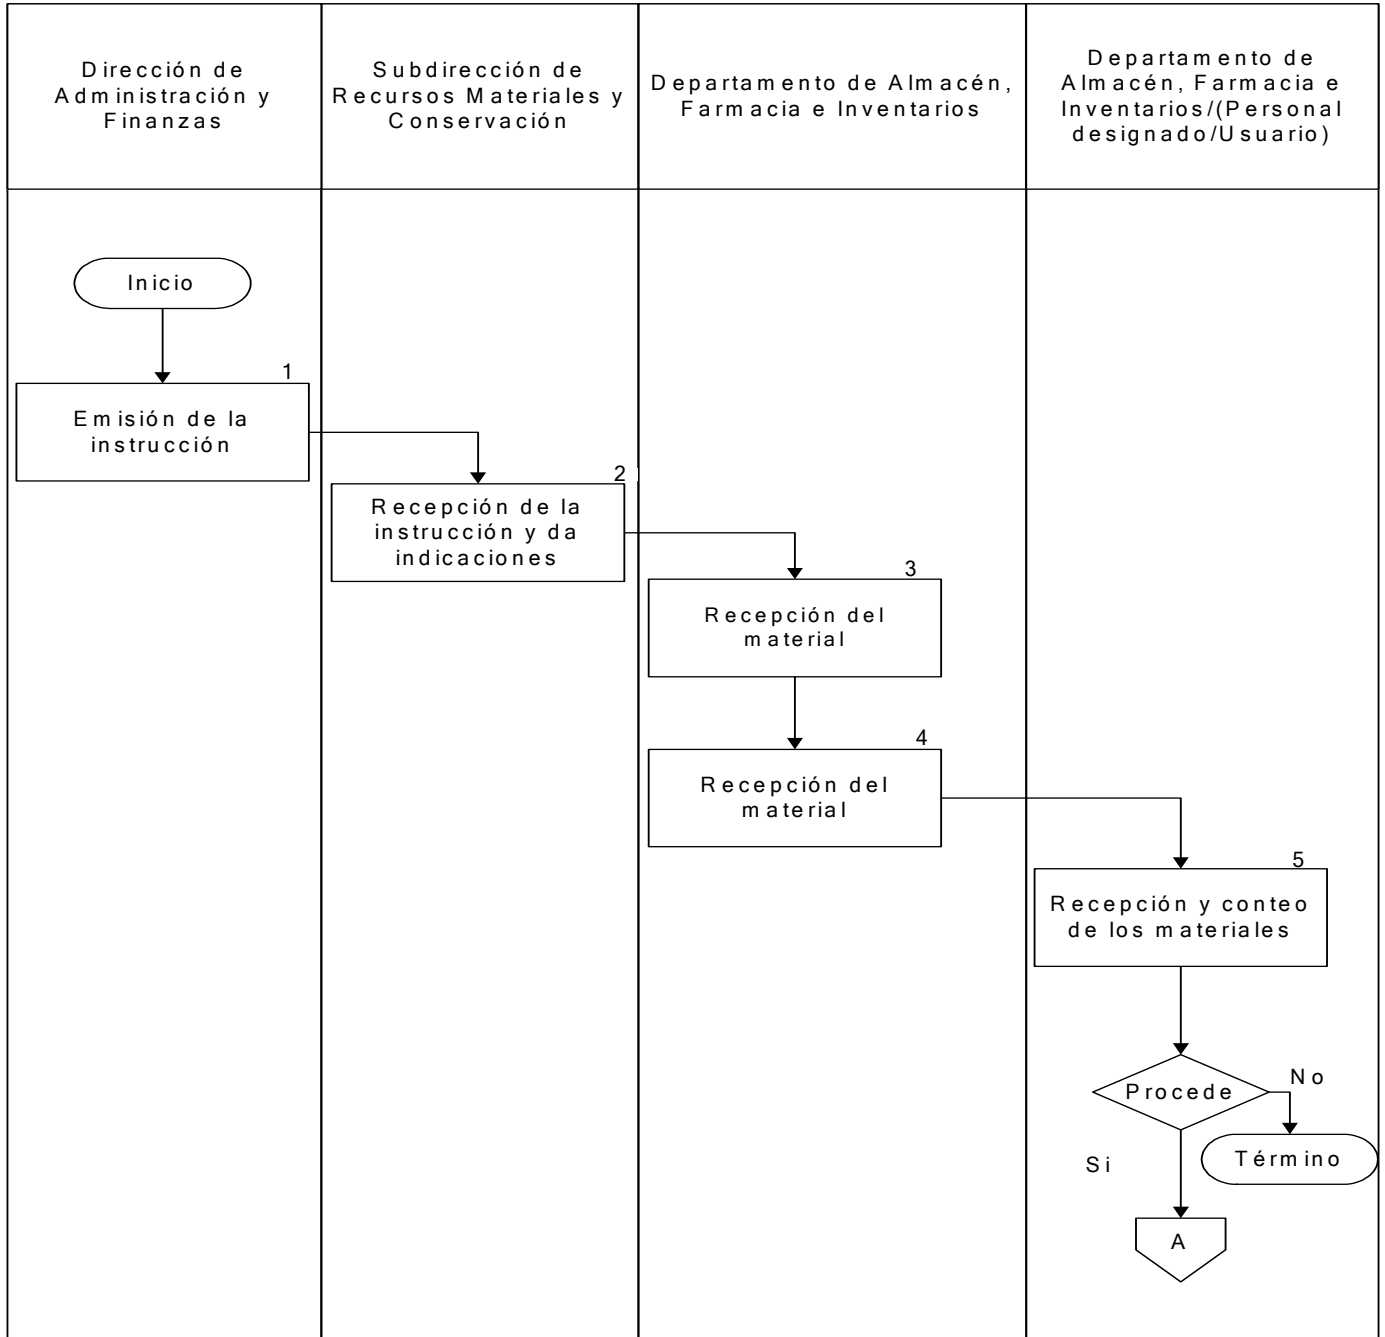 Dirección de
Administración y
Finanzas
Subdirección de
Recursos Materiales y
Conservación
Departamento de Almacén,
Farmacia e Inventarios
Departamento de
Almacén, Farmacia e
Inventarios/(Personal
designado/Usuario)
Inicio
1
Emisión de la
instrucción
2
Recepción de la
instrucción y da
indicaciones
3
Recepción del
material
4
Recepción del
material
5
Recepción y conteo
de los materiales
Procede
No
Término
Si
A